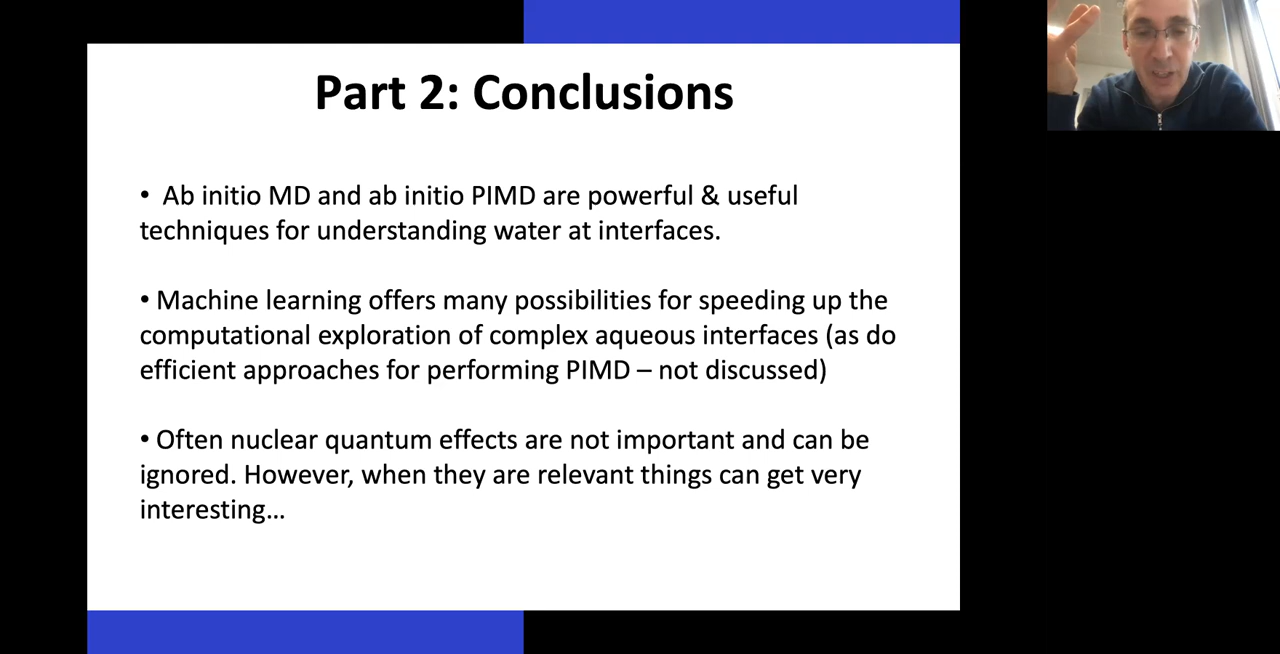 Part 2: Conclusions
• Ab initio MD and ab initio PIMD are powerful & useful
techniques for understanding water at interfaces.
• Machine learning offers many possibilities for speeding up the
computational exploration of complex aqueous interfaces (as do
efficient approaches for performing PIMD – not discussed)
• Often nuclear quantum effects are not important and can be
ignored. However, when they are relevant things can get very
interesting…